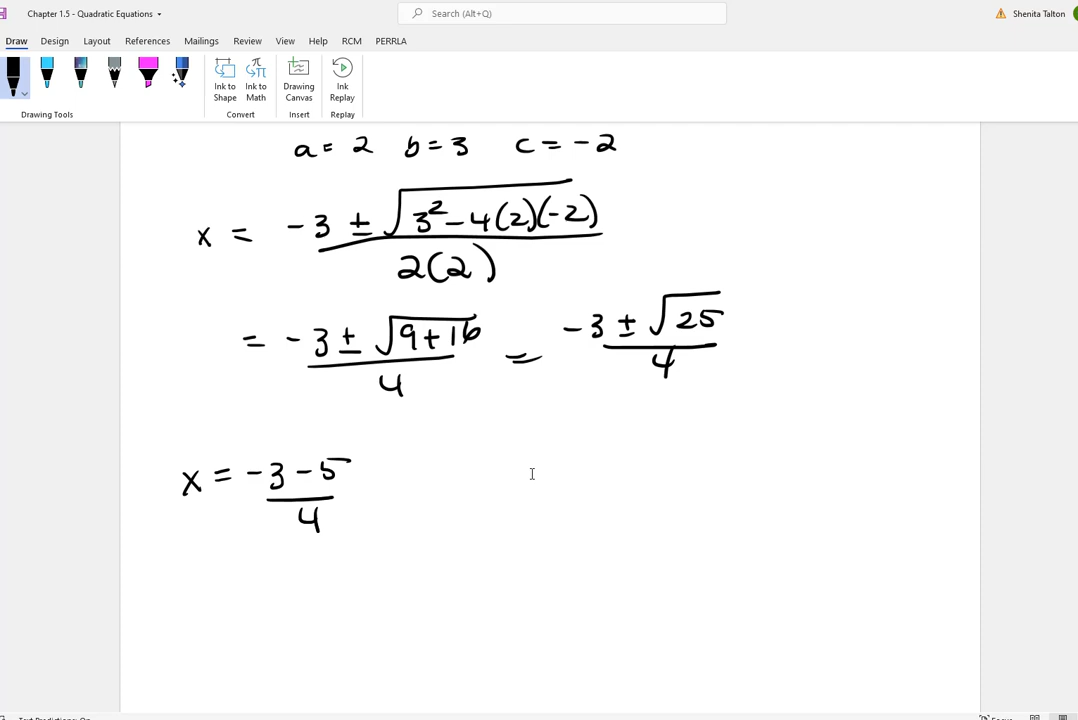 Chapter 1.5 - Quadratic Equations
Search (Alt+Q)
Shenita Talton
Draw Design Layout References Mailings Review View Help RCM PERRLA
Ink to Shape
Ink to Math
Drawing Canvas
Ink Replay
Drawing Tools Convert Insert Replay
a = 2 b = 3 c = -2
x = -3 ± √3² - 4(2)(-2)
2(2)
= -3 ± √9+16 = -3 ± √25
4 4
x = -3 - 5
4